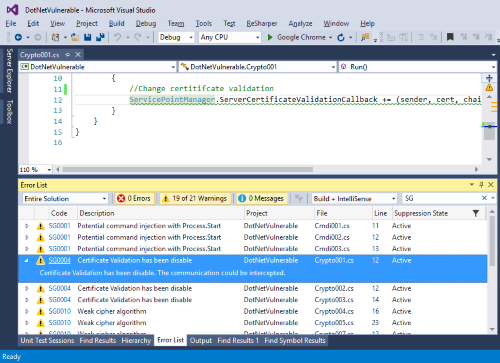 DotNetVulnerable - Microsoft Visual Studio
File Edit View Project Build Debug Team Tools Test ReSharper Analyze Window Help
Debug Any CPU Google Chrome
Server Explorer
Toolbox
Crypto001.cs
DotNetVulnerable DotNetVulnerable.Crypto001 Run()
10 {
11 //Change certitifcate validation
12 ServicePointManager.ServerCertificateValidationCallback += (sender, cert, chai
13 }
14 }
15 }
16
110 %
Error List
Entire Solution 0 Errors 19 of 21 Warnings 0 Messages Build + IntelliSense SG
Code Description Project File Line Suppression State
SG0001 Potential command injection with Process.Start DotNetVulnerable Cmdi001.cs 11 Active
SG0001 Potential command injection with Process.Start DotNetVulnerable Cmdi002.cs 12 Active
SG0001 Potential command injection with Process.Start DotNetVulnerable Cmdi003.cs 13 Active
SG0004 Certificate Validation has been disable DotNetVulnerable Crypto001.cs 12 Active
Certificate Validation has been disable. The communication could be intercepted.
SG0004 Certificate Validation has been disable DotNetVulnerable Crypto002.cs 12 Active
SG0004 Certificate Validation has been disable DotNetVulnerable Crypto003.cs 14 Active
SG0010 Weak cipher algorithm DotNetVulnerable Crypto004.cs 16 Active
SG0010 Weak cipher algorithm DotNetVulnerable Crypto005.cs 23 Active
Unit Test Sessions Find Results Hierarchy Error List Output Find Results 1 Find Symbol Results
Ready